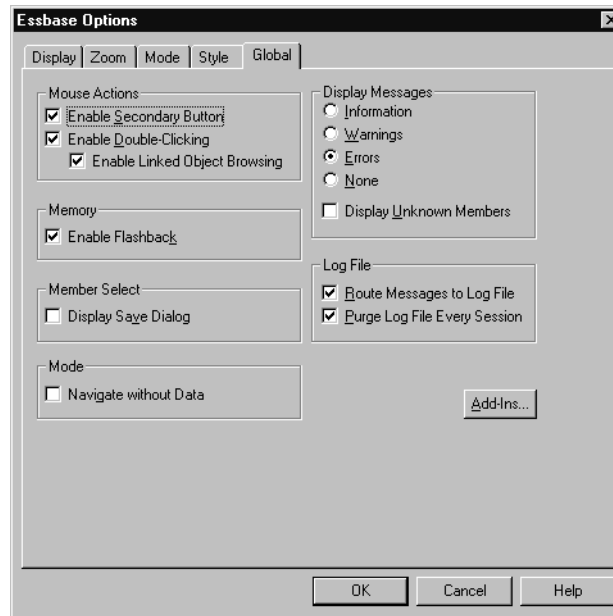 Essbase Options
Display Zoom Mode Style Global
Mouse Actions
Enable Secondary Button
Enable Double-Clicking
Enable Linked Object Browsing
Memory
Enable Flashback
Member Select
Display Save Dialog
Mode
Navigate without Data
Display Messages
Information
Warnings
Errors
None
Display Unknown Members
Log File
Route Messages to Log File
Purge Log File Every Session
Add-Ins...
OK Cancel Help